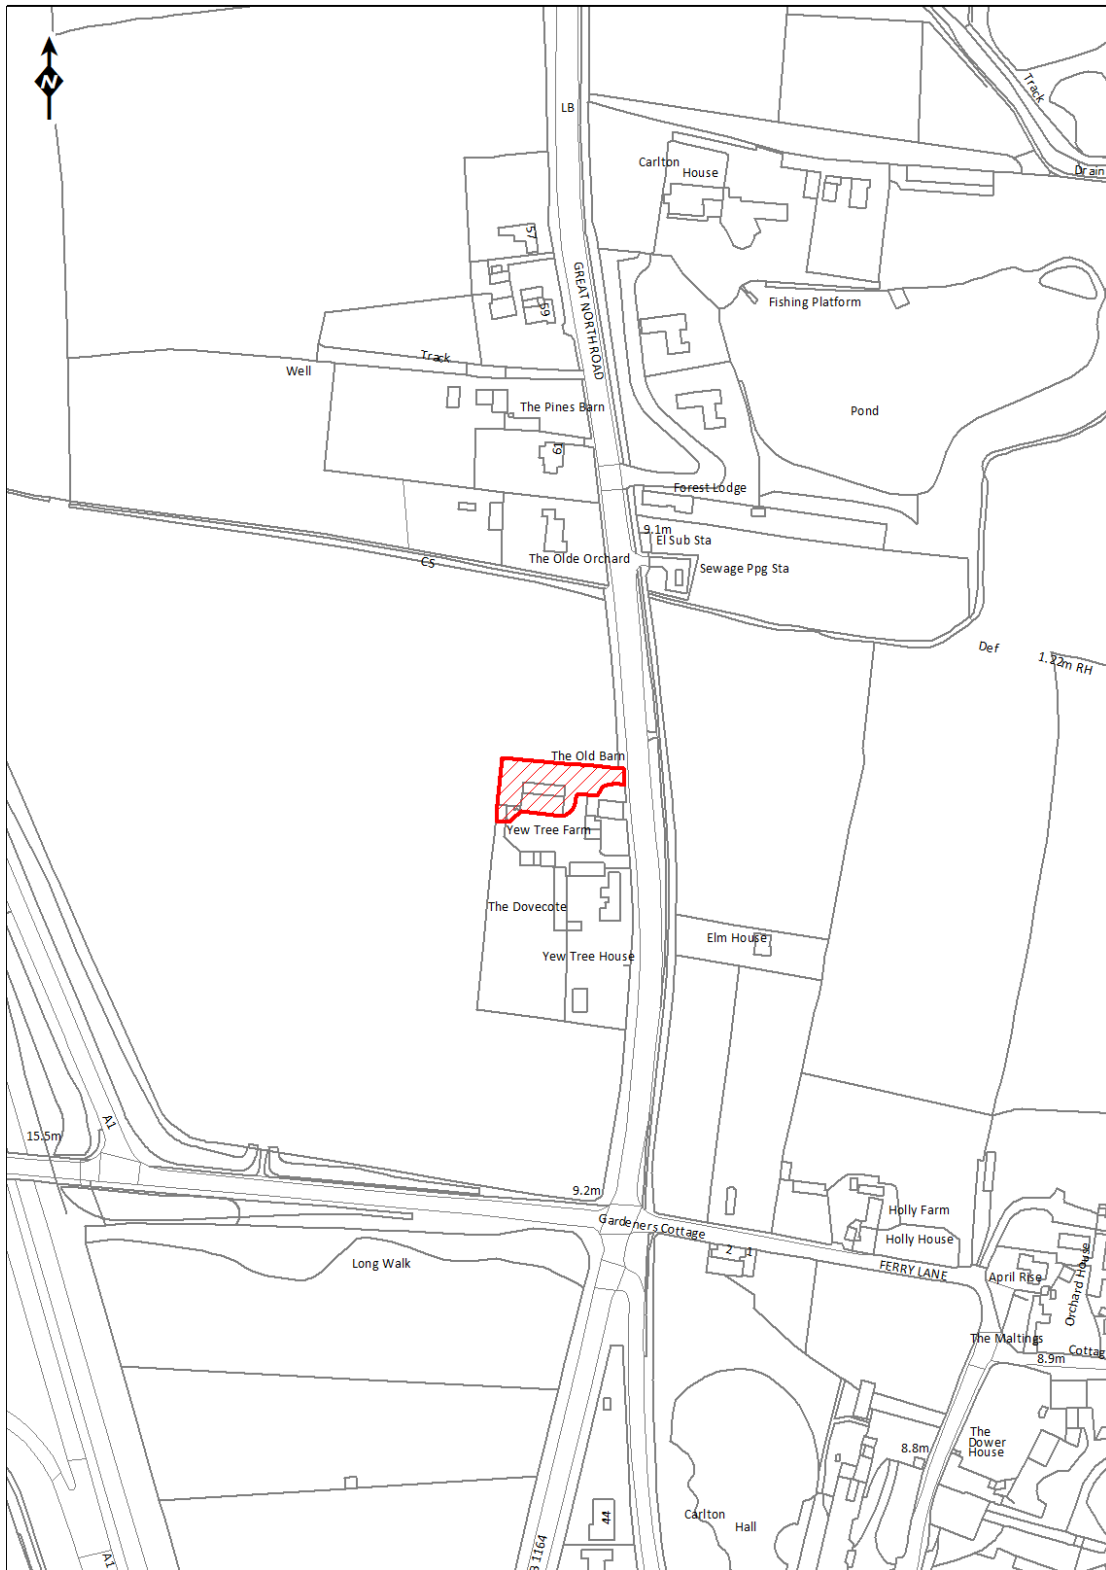 N
LB
Track
Drain
Carlton
House
57
GREAT NORTH ROAD
59
Fishing Platform
Track
Well
The Pines Barn
Pond
61
Forest Lodge
9.1m
El Sub Sta
The Olde Orchard
CS
Sewage Ppg Sta
Def
1.22m RH
The Old Barn
Yew Tree Farm
The Dovecote
Elm House
Yew Tree House
A1
15.5m
9.2m
Gardeners Cottage
2
1
Holly Farm
Holly House
FERRY LANE
Long Walk
April Rise
Orchard House
The Maltings
Cottag
8.9m
The
Dower
House
8.8m
44
Carlton
Hall
B 1164
A1